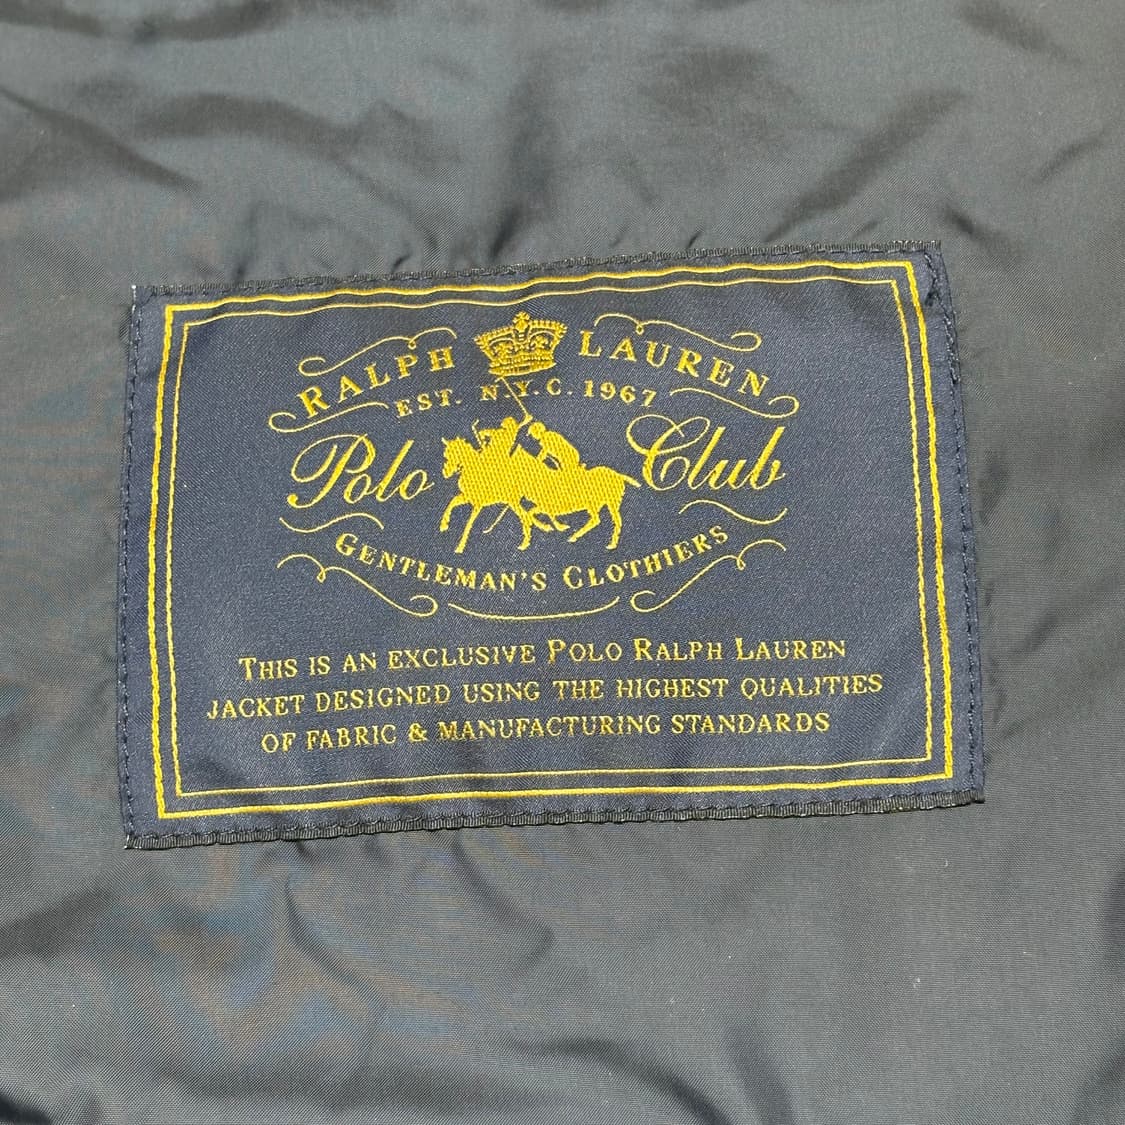 RALPH LAUREN
EST. N.Y.C. 1967
Polo Club
GENTLEMAN'S CLOTHIERS
THIS IS AN EXCLUSIVE POLO RALPH LAUREN
JACKET DESIGNED USING THE HIGHEST QUALITIES
OF FABRIC & MANUFACTURING STANDARDS